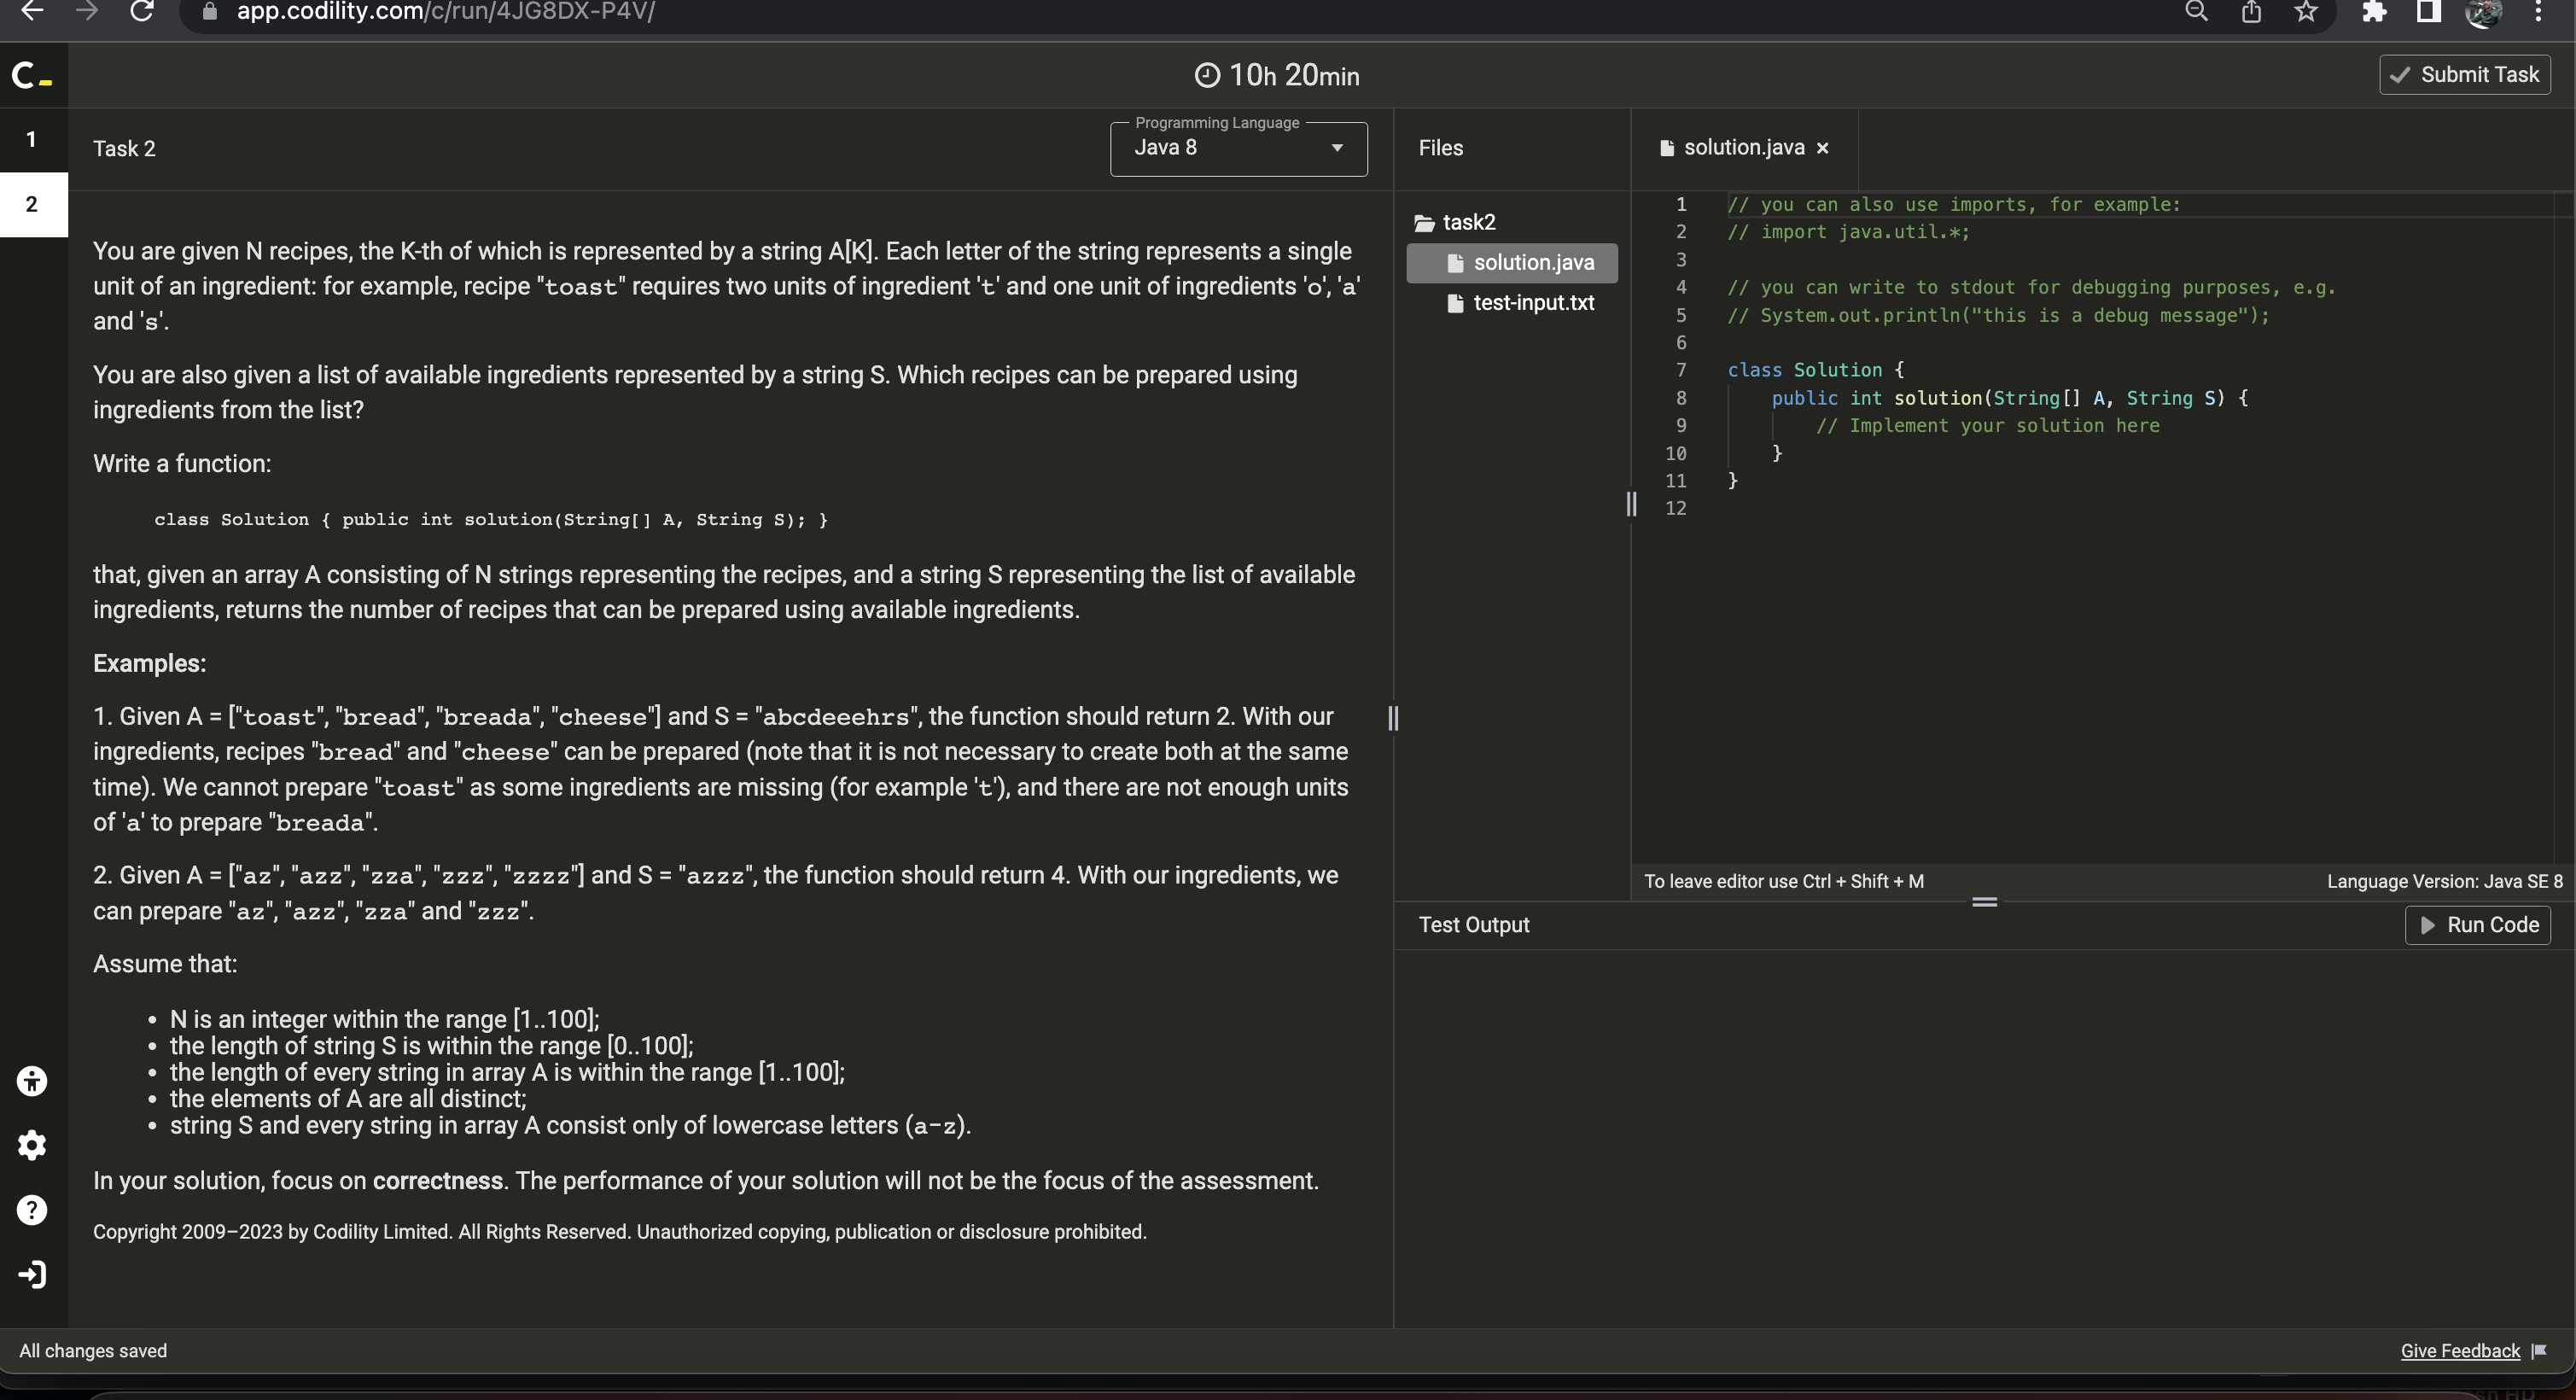 app.codility.com/c/run/4JG8DX-P4V/
C_
10h 20min
Submit Task
1
2
Task 2
Programming Language
Java 8
You are given N recipes, the K-th of which is represented by a string A[K]. Each letter of the string represents a single
unit of an ingredient: for example, recipe "toast" requires two units of ingredient 't' and one unit of ingredients 'o', 'a'
and 's'.
You are also given a list of available ingredients represented by a string S. Which recipes can be prepared using
ingredients from the list?
Write a function:
class Solution { public int solution(String[] A, String S); }
that, given an array A consisting of N strings representing the recipes, and a string S representing the list of available
ingredients, returns the number of recipes that can be prepared using available ingredients.
Examples:
1. Given A = ["toast", "bread", "breada", "cheese"] and S = "abcdeeehrs", the function should return 2. With our
ingredients, recipes "bread" and "cheese" can be prepared (note that it is not necessary to create both at the same
time). We cannot prepare "toast" as some ingredients are missing (for example 't'), and there are not enough units
of 'a' to prepare "breada".
2. Given A = ["az", "azz", "zza", "zzz", "zzzz"] and S = "azzz", the function should return 4. With our ingredients, we
can prepare "az", "azz", "zza" and "zzz".
Assume that:
• N is an integer within the range [1..100];
• the length of string S is within the range [0..100];
• the length of every string in array A is within the range [1..100];
• the elements of A are all distinct;
• string S and every string in array A consist only of lowercase letters (a-z).
In your solution, focus on correctness. The performance of your solution will not be the focus of the assessment.
Copyright 2009–2023 by Codility Limited. All Rights Reserved. Unauthorized copying, publication or disclosure prohibited.
Files
task2
solution.java
test-input.txt
solution.java ×
1 // you can also use imports, for example:
2 // import java.util.*;
3
4 // you can write to stdout for debugging purposes, e.g.
5 // System.out.println("this is a debug message");
6
7 class Solution {
8 public int solution(String[] A, String S) {
9 // Implement your solution here
10 }
11 }
12
To leave editor use Ctrl + Shift + M
Language Version: Java SE 8
Test Output
Run Code
All changes saved
Give Feedback